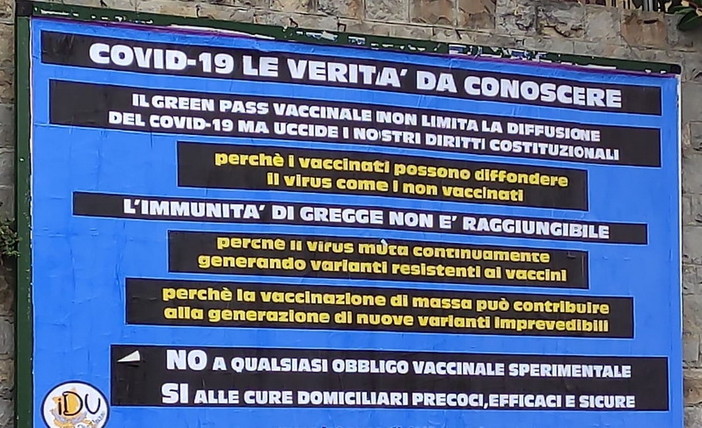 COVID-19 LE VERITA' DA CONOSCERE
IL GREEN PASS VACCINALE NON LIMITA LA DIFFUSIONE
DEL COVID-19 MA UCCIDE I NOSTRI DIRITTI COSTITUZIONALI
perchè i vaccinati possono diffondere
il virus come i non vaccinati
L'IMMUNITA' DI GREGGE NON E' RAGGIUNGIBILE
perchè il virus muta continuamente
generando varianti resistenti ai vaccini
perchè la vaccinazione di massa può contribuire
alla generazione di nuove varianti imprevedibili
NO A QUALSIASI OBBLIGO VACCINALE SPERIMENTALE
SI ALLE CURE DOMICILIARI PRECOCI,EFFICACI E SICURE
iDU